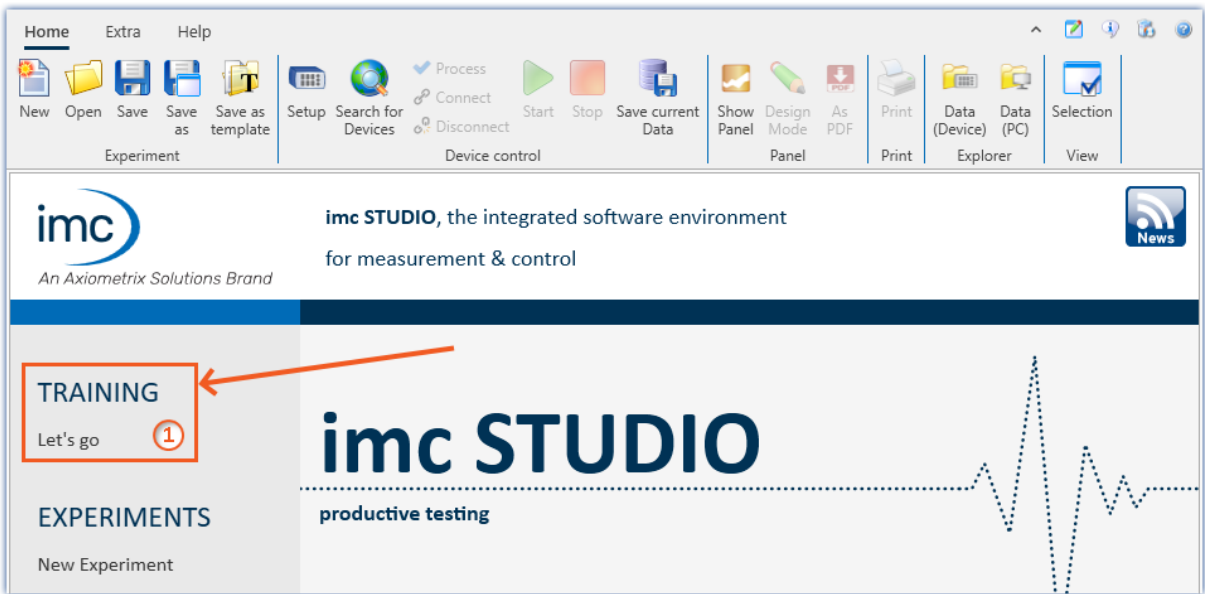 Home Extra Help
New Open Save Save as Save as template
Experiment
Setup Search for Devices Process Connect Disconnect Start Stop Save current Data
Device control
Show Panel Design Mode As PDF
Panel
Print
Print
Data (Device) Data (PC)
Explorer
Selection
View
T
PDF
imc
An Axiometrix Solutions Brand
imc STUDIO, the integrated software environment
for measurement & control
News
TRAINING
Let's go 1
imc STUDIO
productive testing
EXPERIMENTS
New Experiment